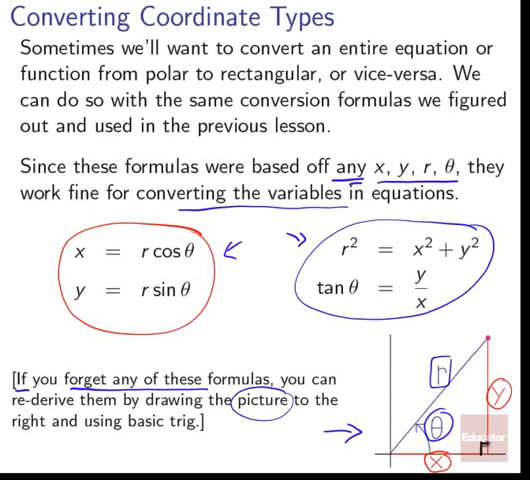 Converting Coordinate Types
Sometimes we'll want to convert an entire equation or
function from polar to rectangular, or vice-versa. We
can do so with the same conversion formulas we figured
out and used in the previous lesson.
Since these formulas were based off any x, y, r, θ, they
work fine for converting the variables in equations.
x = r cos θ
y = r sin θ
r² = x² + y²
tan θ = y/x
[If you forget any of these formulas, you can
re-derive them by drawing the picture to the
right and using basic trig.]
r
y
θ
Educator
x